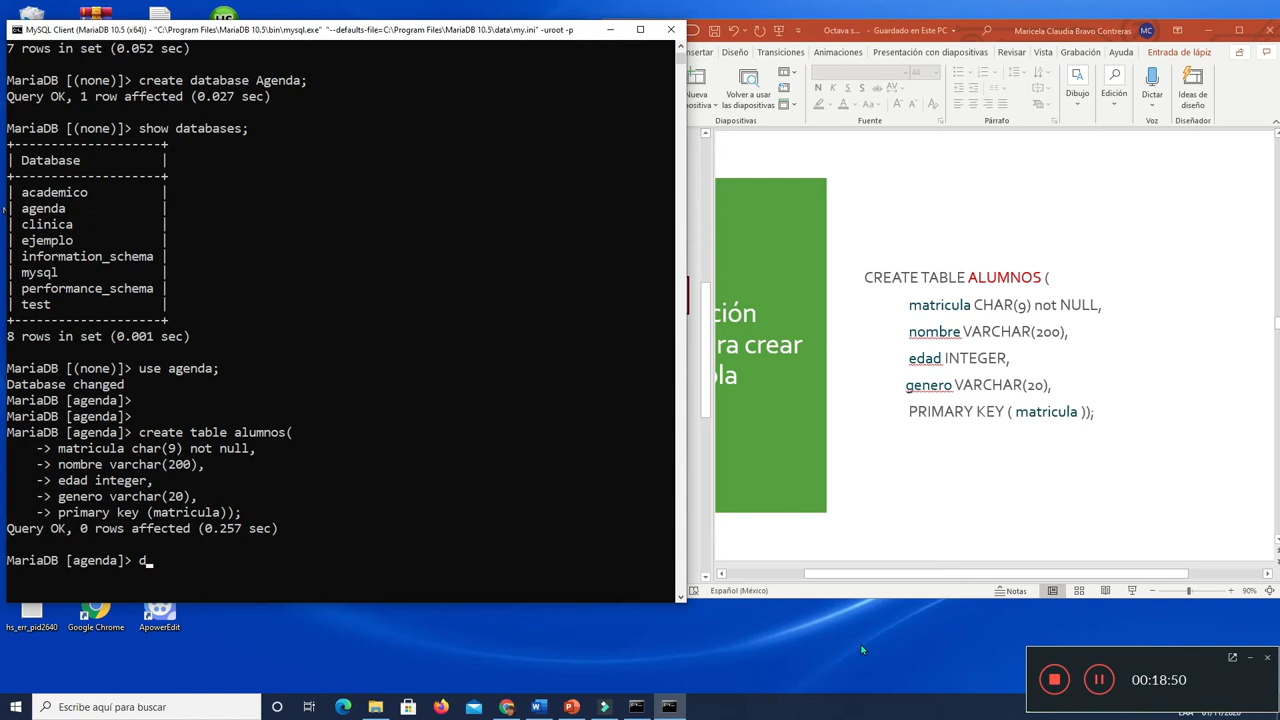 MySQL Client (MariaDB 10.5 (x64)) - "C:\Program Files\MariaDB 10.5\bin\mysql.exe" "--defaults-file=C:\Program Files\MariaDB 10.5\data\my.ini" -uroot -p
7 rows in set (0.052 sec)
MariaDB [(none)]> create database Agenda;
Query OK, 1 row affected (0.027 sec)
MariaDB [(none)]> show databases;
+--------------------+
| Database           |
+--------------------+
| academico          |
| agenda             |
| clinica            |
| ejemplo            |
| information_schema |
| mysql              |
| performance_schema |
| test               |
+--------------------+
8 rows in set (0.001 sec)
MariaDB [(none)]> use agenda;
Database changed
MariaDB [agenda]>
MariaDB [agenda]>
MariaDB [agenda]> create table alumnos(
-> matricula char(9) not null,
-> nombre varchar(200),
-> edad integer,
-> genero varchar(20),
-> primary key (matricula));
Query OK, 0 rows affected (0.257 sec)
MariaDB [agenda]> d_
Octava s... Guardado en Este PC
Maricela Claudia Bravo Contreras MC
nsertar Diseño Transiciones Animaciones Presentación con diapositivas Revisar Vista Grabación Ayuda Entrada de lápiz
Nueva
diapositiva
Volver a usar
las diapositivas
44
N K S S
Aa
A
Dibujo
Edición
Dictar
Ideas de
diseño
Diapositivas Fuente Párrafo Voz Diseñador
ción
ra crear
la
CREATE TABLE ALUMNOS (
matricula CHAR(9) not NULL,
nombre VARCHAR(200),
edad INTEGER,
genero VARCHAR(20),
PRIMARY KEY ( matricula ));
Español (México)
Notas
90%
hs_err_pid2640
Google Chrome
ApowerEdit
00:18:50
Escribe aquí para buscar